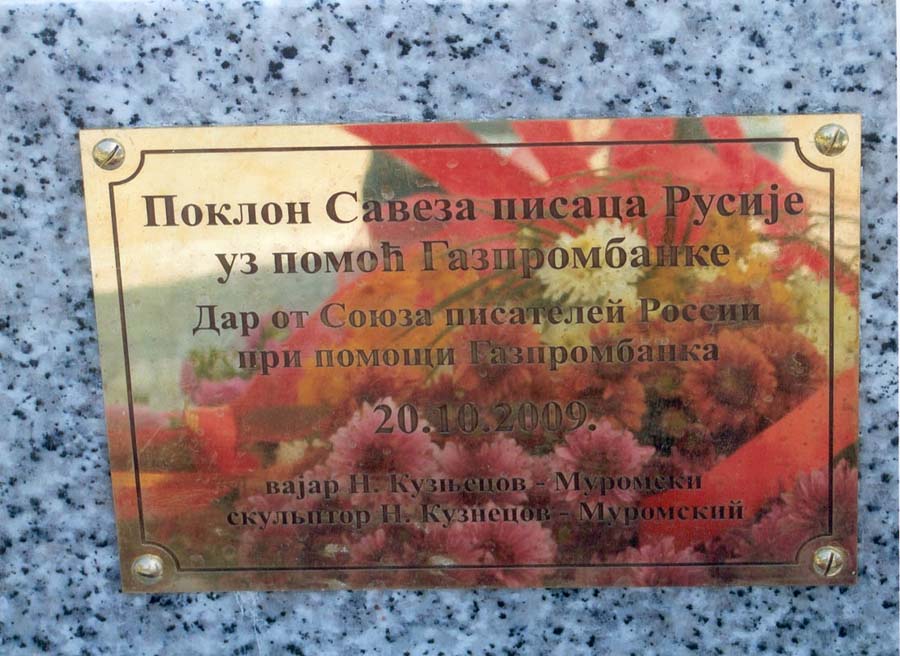 Поклон Савеза писаца Русије
уз помоћ Газпромбанке
Дар от Союза писателей России
при помощи Газпромбанка
20.10.2009.
вајар Н. Кузњецов - Муромски
скульптор Н. Кузнецов - Муромский